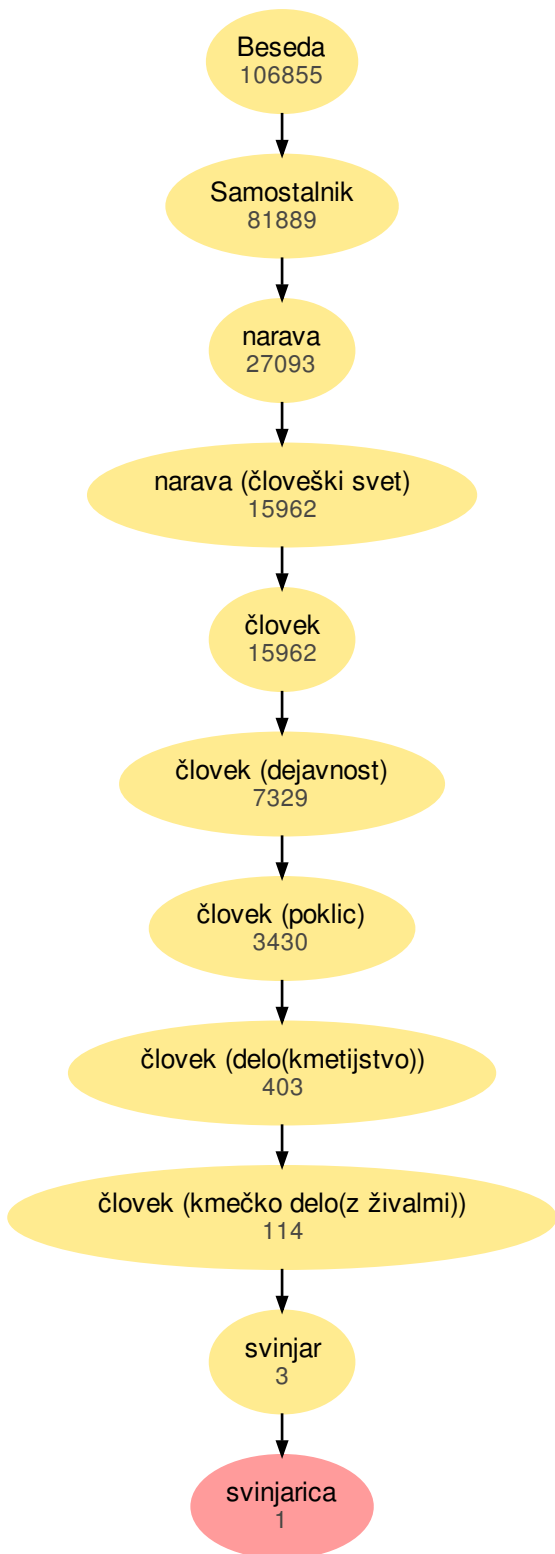 Beseda
106855
Samostalnik
81889
narava
27093
narava (človeški svet)
15962
človek
15962
človek (dejavnost)
7329
človek (poklic)
3430
človek (delo(kmetijstvo))
403
človek (kmečko delo(z živalmi))
114
svinjar
3
svinjarica
1